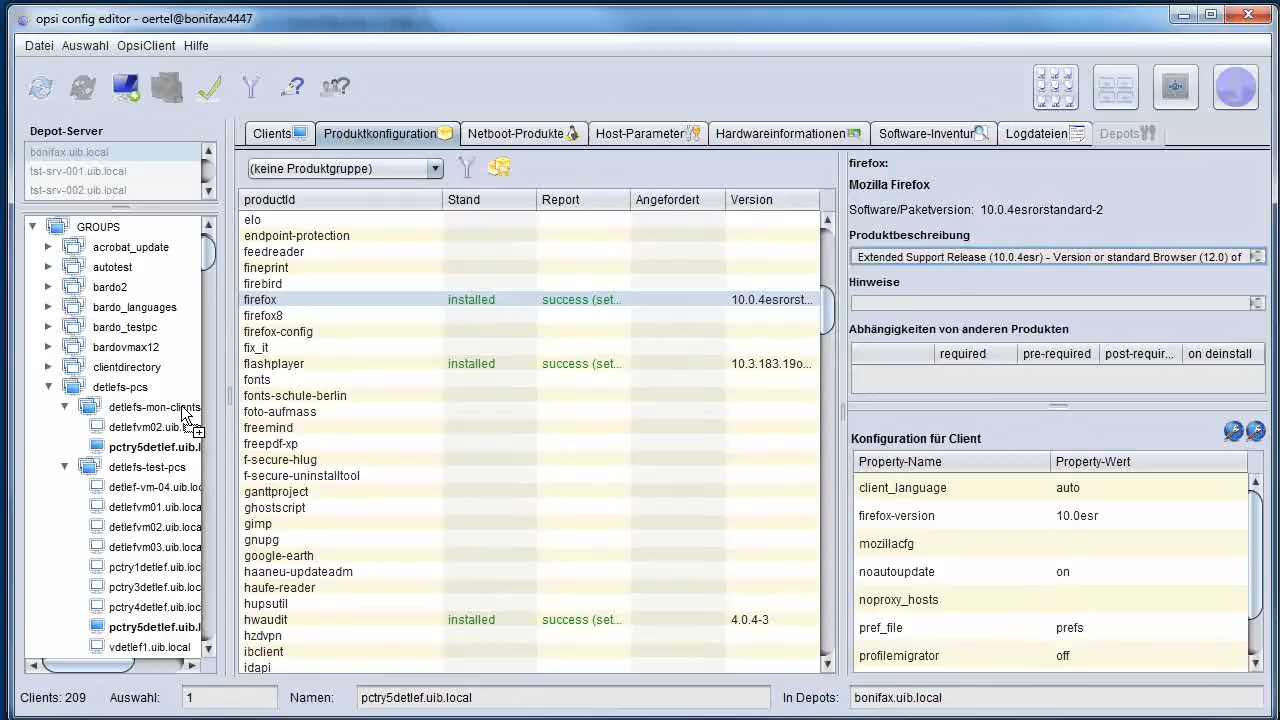 opsi config editor - oertel@bonifax:4447
Datei Auswahl OpsiClient Hilfe
Depot-Server
bonifax.uib.local
tst-srv-001.uib.local
tst-srv-002.uib.local
GROUPS
acrobat_update
autotest
bardo2
bardo_languages
bardo_testpc
bardovmax12
clientdirectory
detlefs-pcs
detlefs-mon-clients
detlefvm02.uib.
pctry5detlef.uib.l
detlefs-test-pcs
detlef-vm-04.uib.loc
detlefvm01.uib.loca
detlefvm02.uib.loca
detlefvm03.uib.loca
pctry1detlef.uib.loc
pctry3detlef.uib.loc
pctry4detlef.uib.loc
pctry5detlef.uib.l
vdetlef1.uib.local
Clients Produktkonfiguration Netboot-Produkte Host-Parameter Hardwareinformationen Software-Inventur Logdateien Depots
(keine Produktgruppe)
productId Stand Report Angefordert Version
elo
endpoint-protection
feedreader
fineprint
firebird
firefox installed success (set... 10.0.4esrorst...
firefox8
firefox-config
fix_it
flashplayer installed success (set... 10.3.183.19o...
fonts
fonts-schule-berlin
foto-aufmass
freemind
freepdf-xp
f-secure-hlug
f-secure-uninstalltool
ganttproject
ghostscript
gimp
gnupg
google-earth
haaneu-updateadm
haufe-reader
hupsutil
hwaudit installed success (set... 4.0.4-3
hzdvpn
ibclient
idapi
firefox:
Mozilla Firefox
Software/Paketversion: 10.0.4esrorstandard-2
Produktbeschreibung
Extended Support Release (10.0.4esr) - Version or standard Browser (12.0) of
Hinweise
Abhängigkeiten von anderen Produkten
required pre-required post-requir... on deinstall
Konfiguration für Client
Property-Name Property-Wert
client_language auto
firefox-version 10.0esr
mozillacfg
noautoupdate on
noproxy_hosts
pref_file prefs
profilemigrator off
Clients: 209 Auswahl: 1 Namen: pctry5detlef.uib.local In Depots: bonifax.uib.local